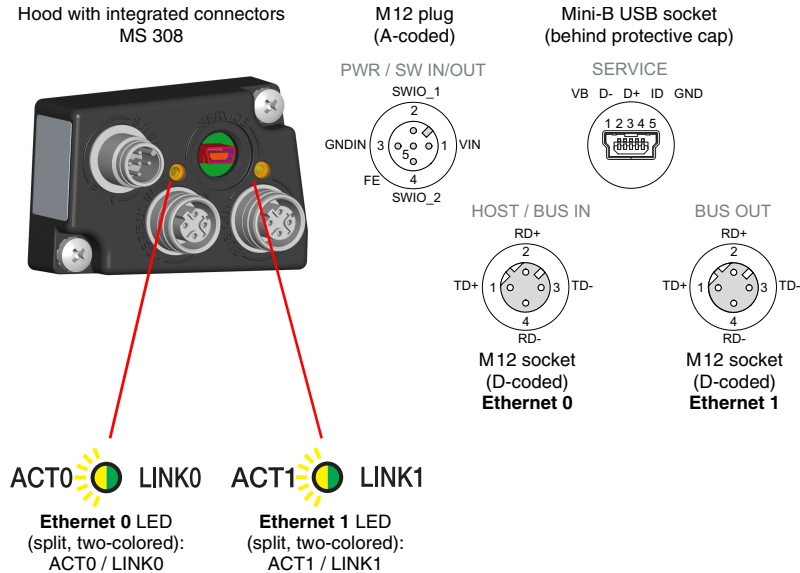 Hood with integrated connectors
MS 308
M12 plug
(A-coded)
Mini-B USB socket
(behind protective cap)
PWR / SW IN/OUT
SWIO_1
2
GNDIN 3 1 VIN
5
FE 4
SWIO_2
SERVICE
VB D- D+ ID GND
1 2 3 4 5
SERVICE
HOST / BUS IN
RD+
2
TD+ 1 3 TD-
4
RD-
M12 socket
(D-coded)
Ethernet 0
BUS OUT
RD+
2
TD+ 1 3 TD-
4
RD-
M12 socket
(D-coded)
Ethernet 1
ACT0 LINK0
Ethernet 0 LED
(split, two-colored):
ACT0 / LINK0
ACT1 LINK1
Ethernet 1 LED
(split, two-colored):
ACT1 / LINK1